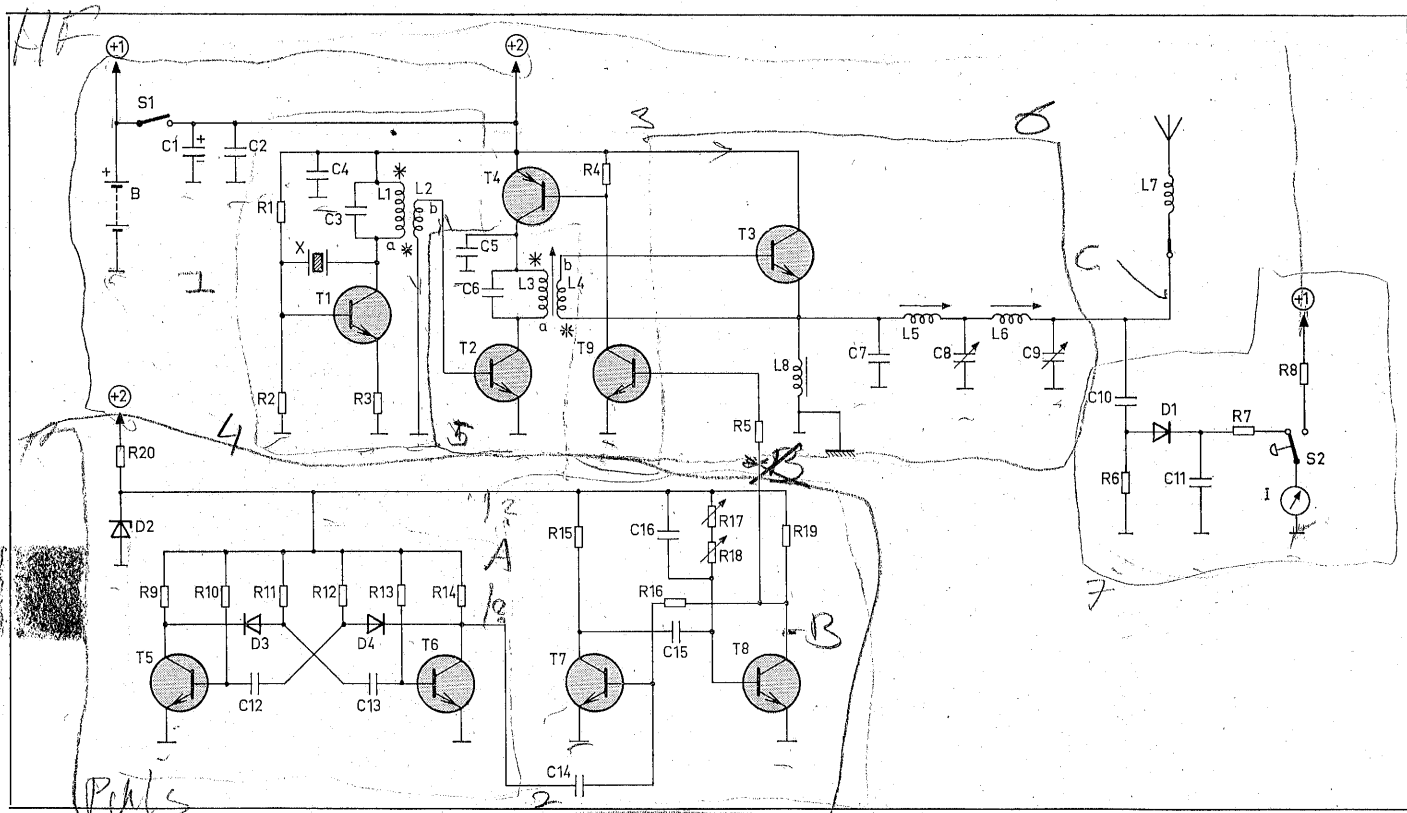 HF
+1
+2
S1
3
6
C1
+
C2
C4
T4
R4
L7
+
B
R1
C3
L1
*
L2
b
a
*
X
C5
T3
C
1
C6
L3
*
b
L4
a
*
T1
T2
T9
L5
L6
+1
C7
C8
C9
L8
R8
+2
R2
R3
R5
C10
D1
R7
4
5
S2
R20
R6
C11
I
D2
A
R15
C16
R17
R18
R19
7
R9
R10
R11
R12
R13
R14
R16
D3
D4
C15
B
T5
T6
T7
T8
C12
C13
C14
2